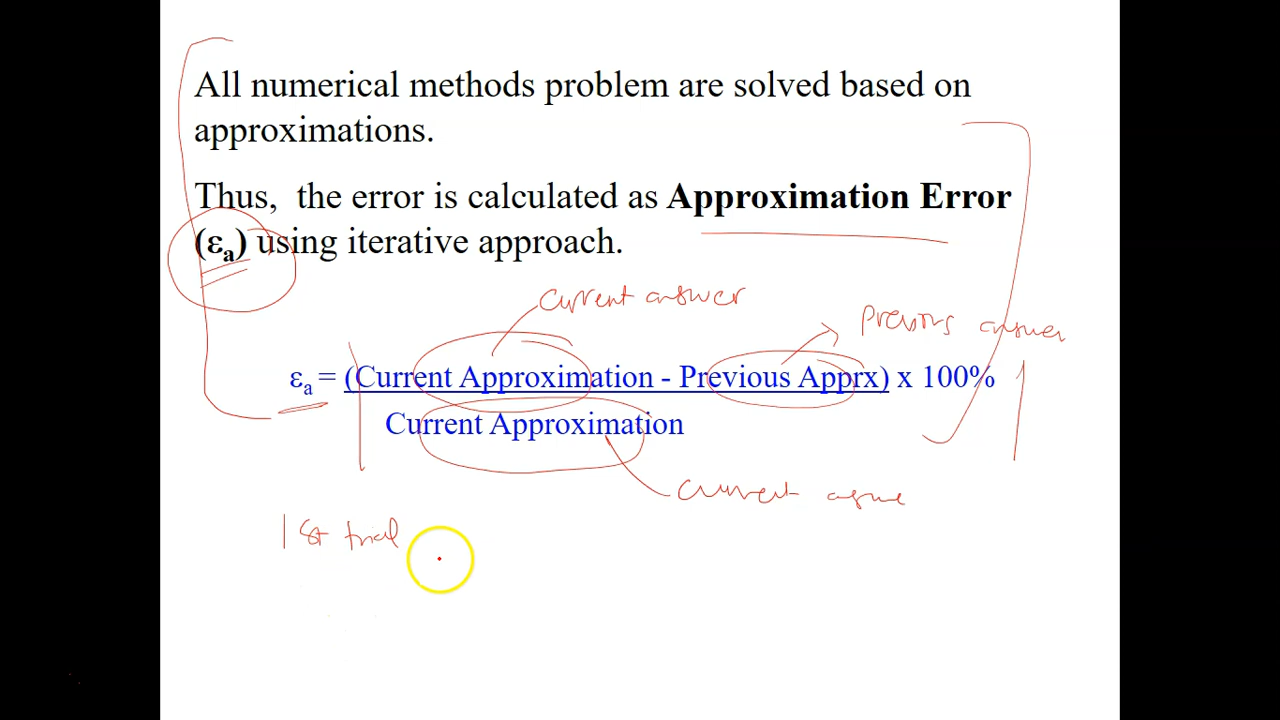 All numerical methods problem are solved based on
approximations.
Thus, the error is calculated as Approximation Error
(εa) using iterative approach.
Current answer
Previous answer
εa = (Current Approximation - Previous Apprx) x 100%
Current Approximation
Current
1st trial